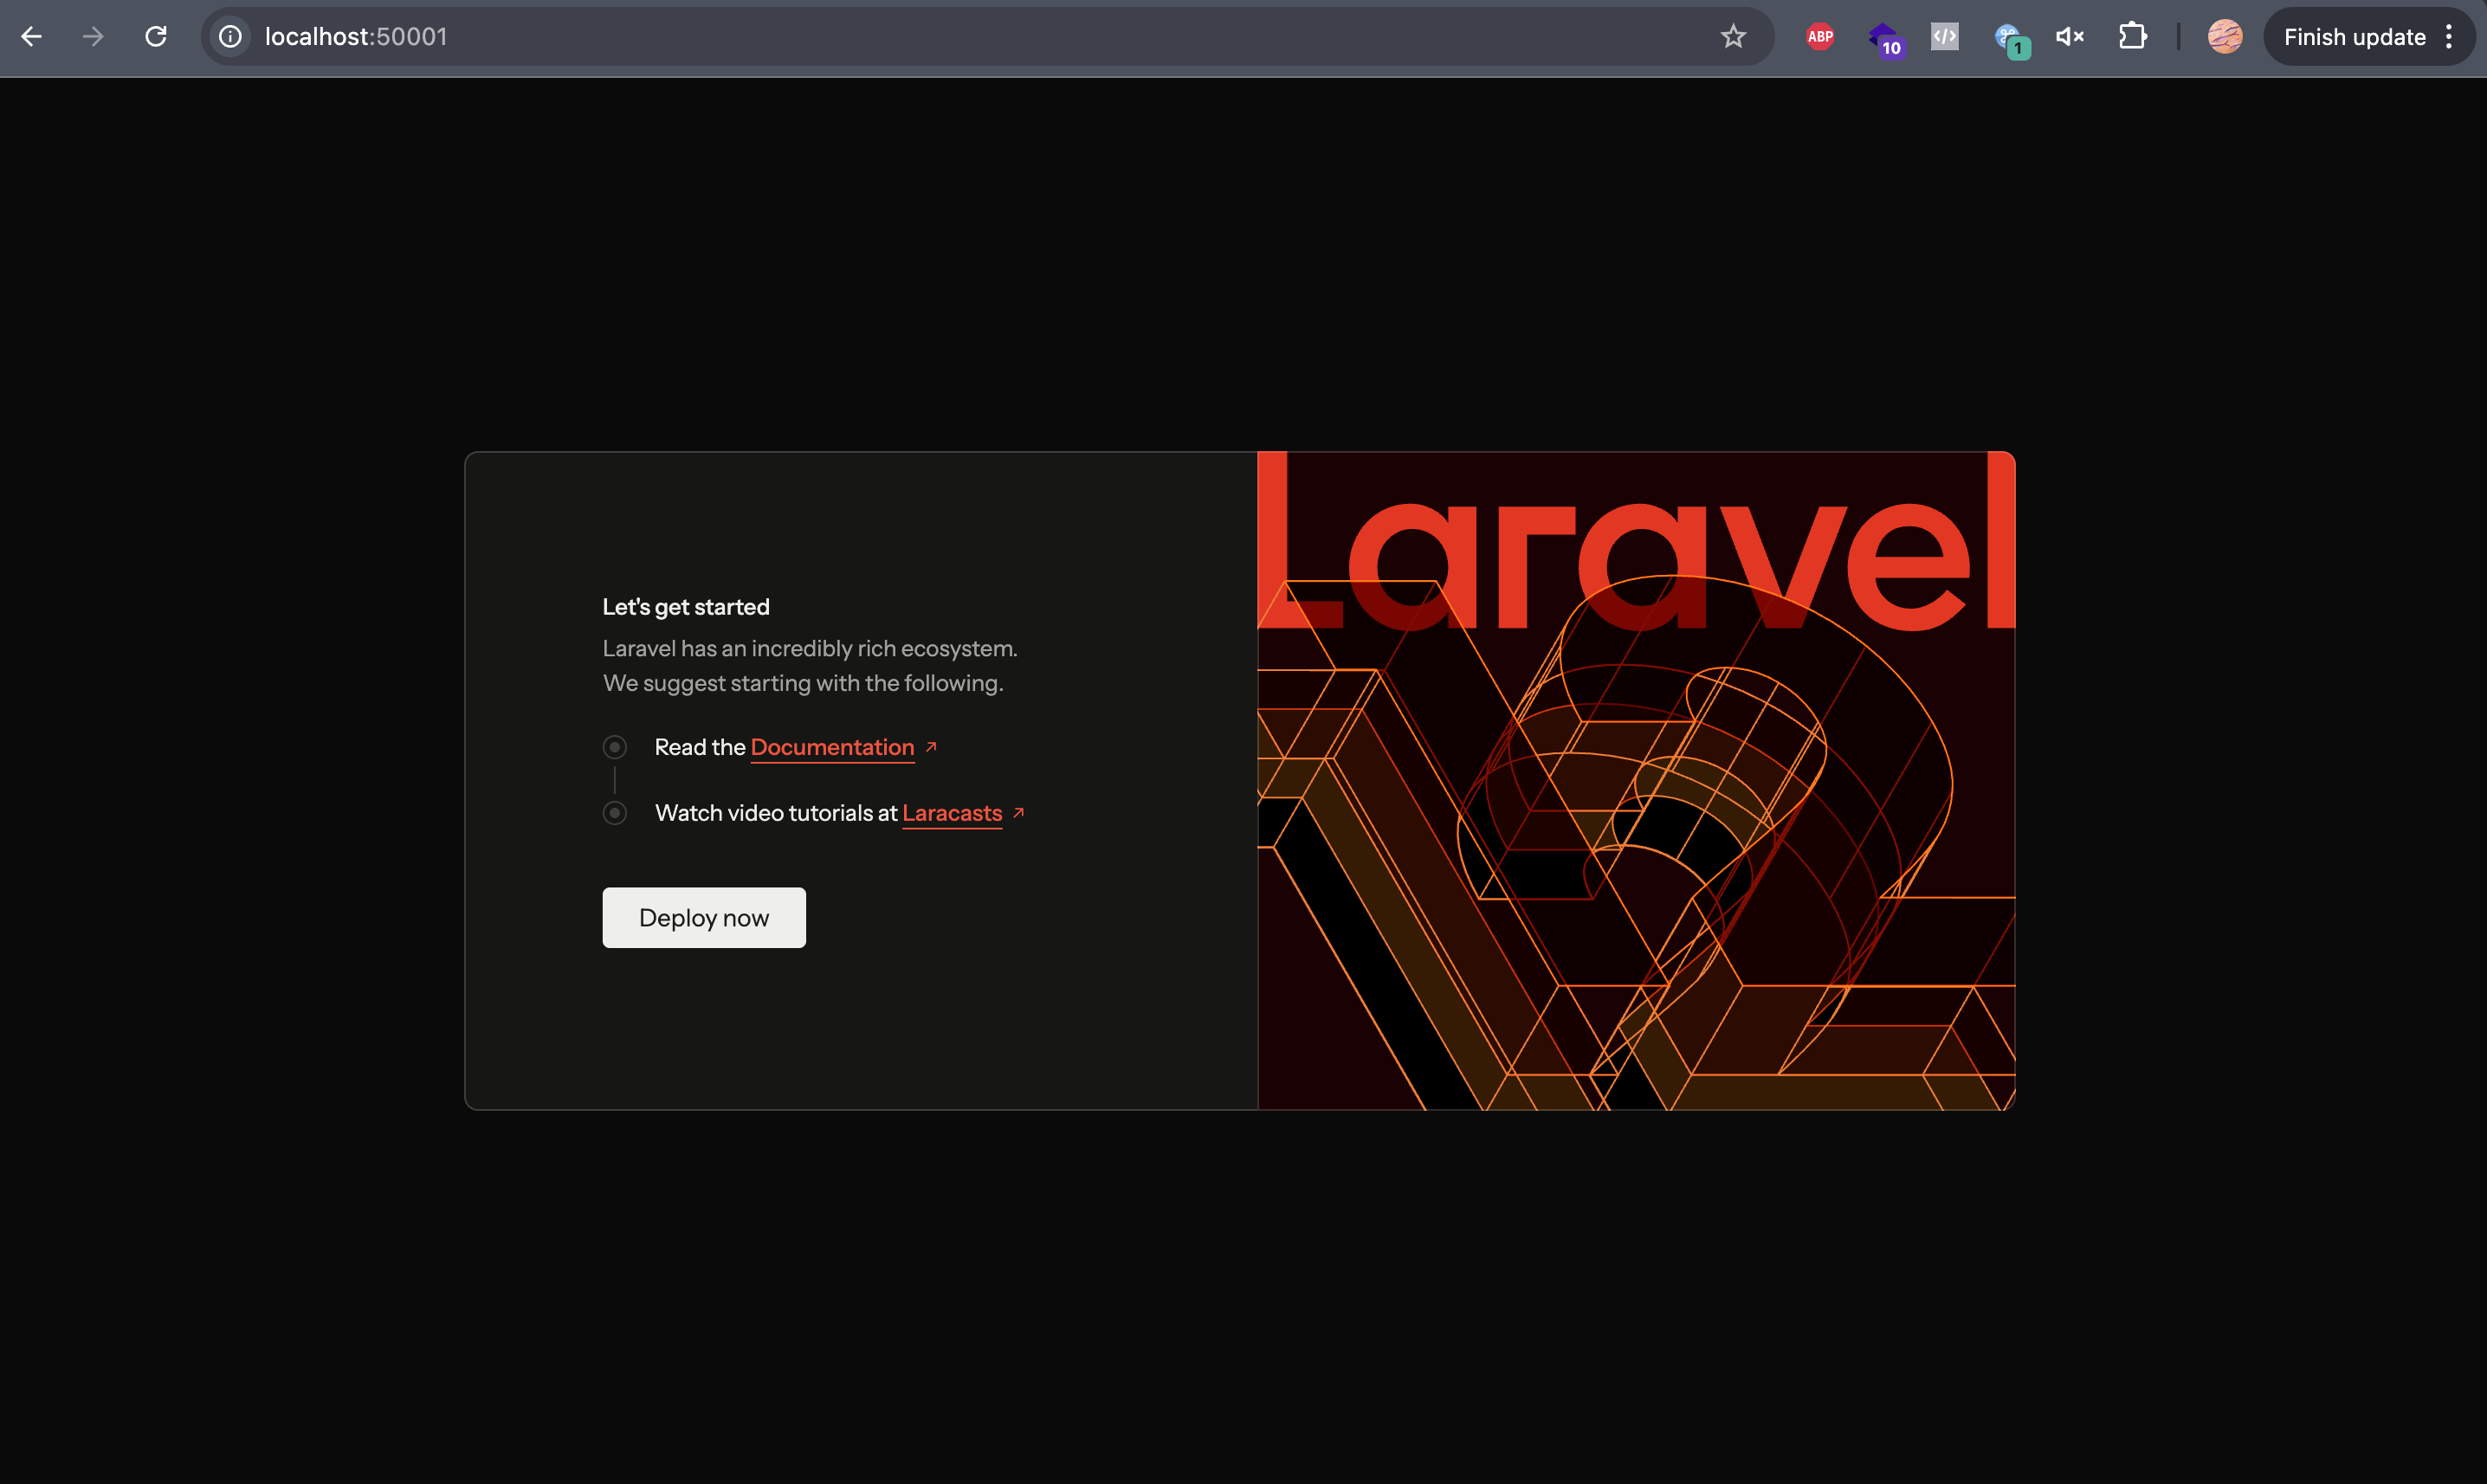 localhost:50001
ABP
10
1
Finish update
Let's get started
Laravel has an incredibly rich ecosystem.
We suggest starting with the following.
Read the Documentation
Watch video tutorials at Laracasts
Deploy now
Laravel
12